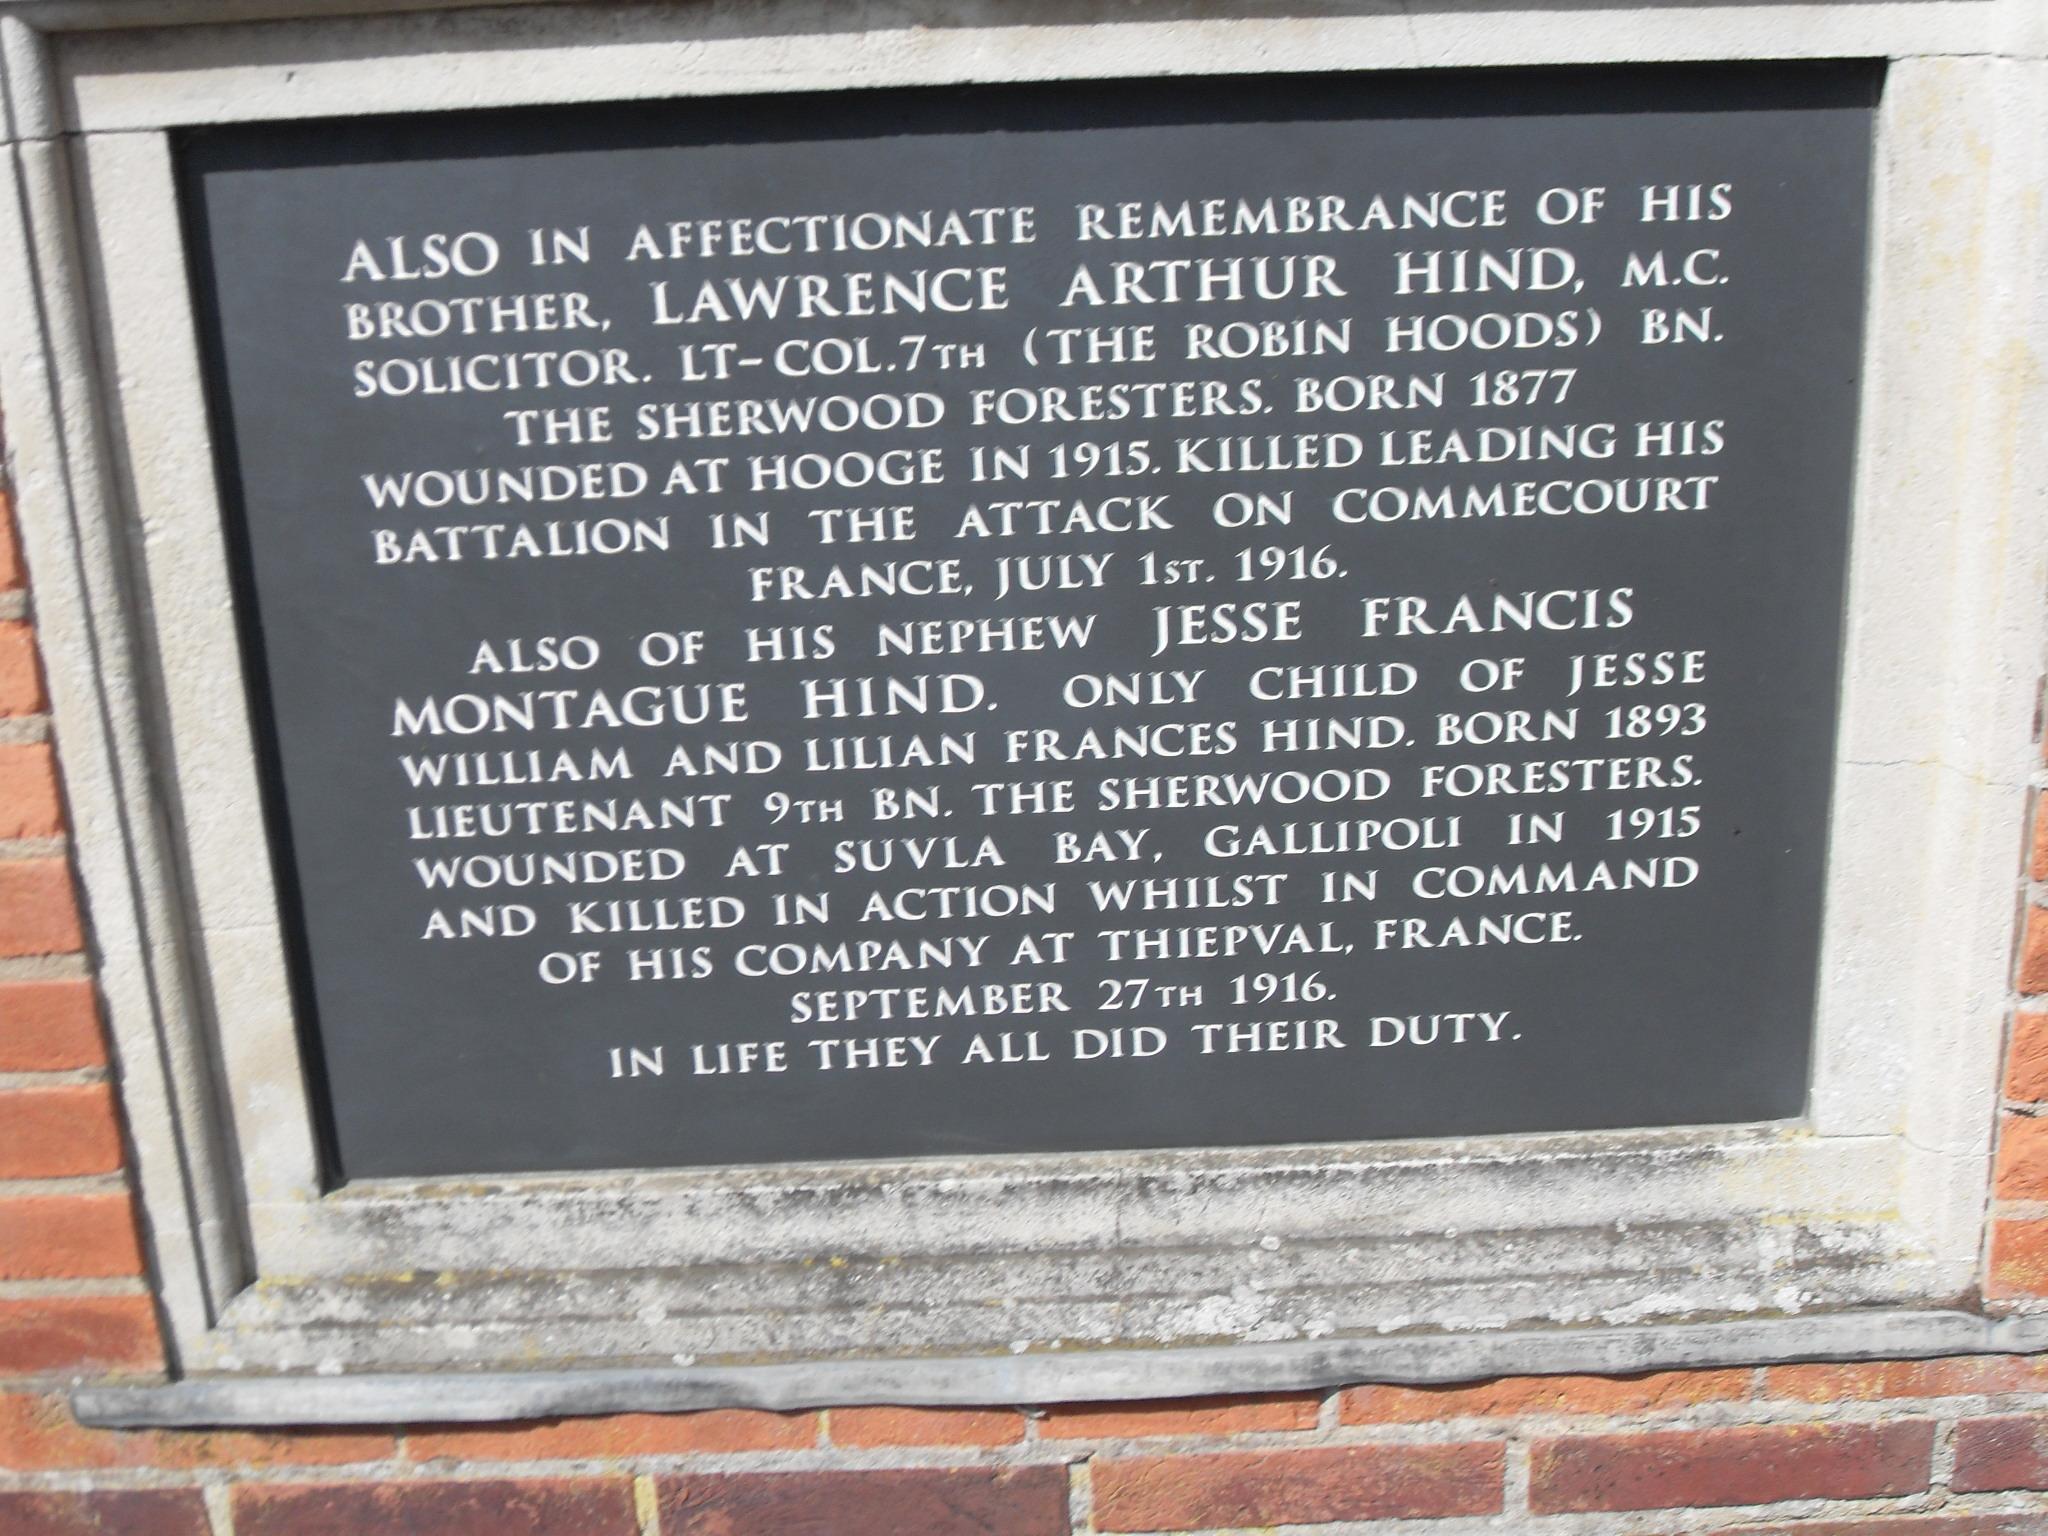 ALSO IN AFFECTIONATE REMEMBRANCE OF HIS
BROTHER, LAWRENCE ARTHUR HIND, M.C.
SOLICITOR. LT-COL.7TH (THE ROBIN HOODS) BN.
THE SHERWOOD FORESTERS. BORN 1877
WOUNDED AT HOOGE IN 1915. KILLED LEADING HIS
BATTALION IN THE ATTACK ON COMMECOURT
FRANCE, JULY 1ST. 1916.
ALSO OF HIS NEPHEW JESSE FRANCIS
MONTAGUE HIND. ONLY CHILD OF JESSE
WILLIAM AND LILIAN FRANCES HIND. BORN 1893
LIEUTENANT 9TH BN. THE SHERWOOD FORESTERS.
WOUNDED AT SUVLA BAY, GALLIPOLI IN 1915
AND KILLED IN ACTION WHILST IN COMMAND
OF HIS COMPANY AT THIEPVAL, FRANCE.
SEPTEMBER 27TH 1916.
IN LIFE THEY ALL DID THEIR DUTY.